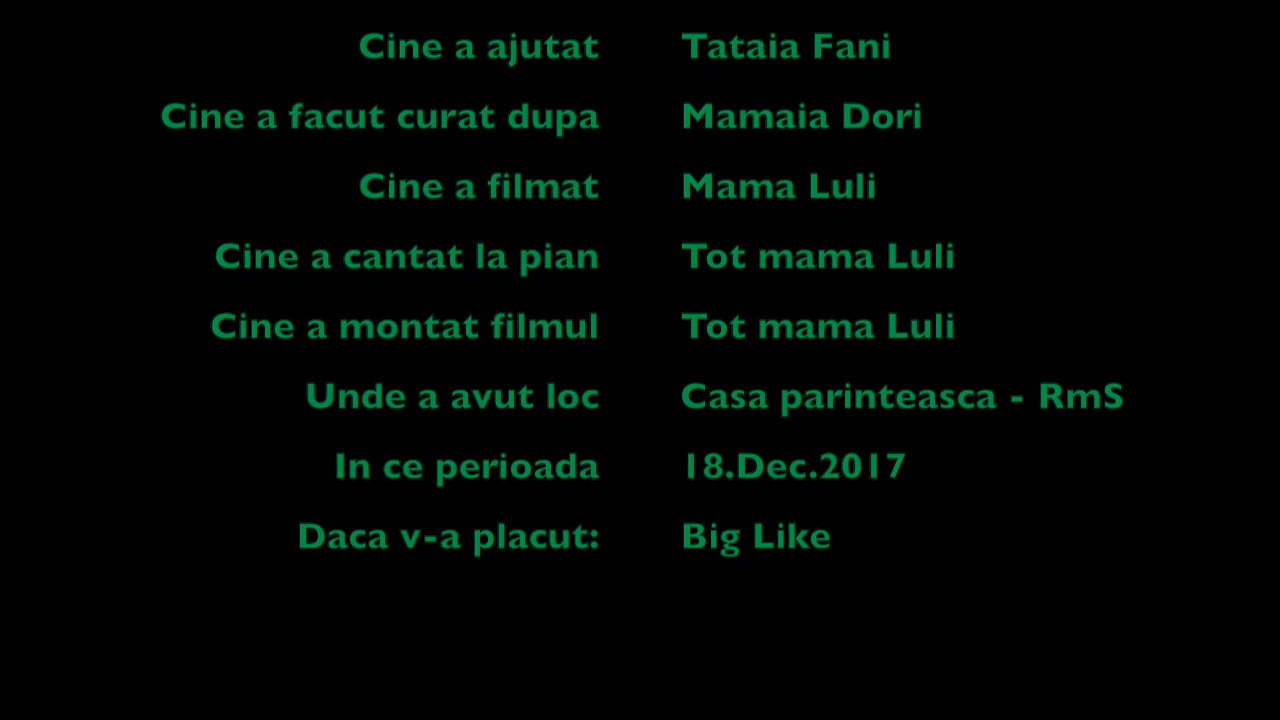 Cine a ajutat Tataia Fani
Cine a facut curat dupa Mamaia Dori
Cine a filmat Mama Luli
Cine a cantat la pian Tot mama Luli
Cine a montat filmul Tot mama Luli
Unde a avut loc Casa parinteasca - RmS
In ce perioada 18.Dec.2017
Daca v-a placut: Big Like